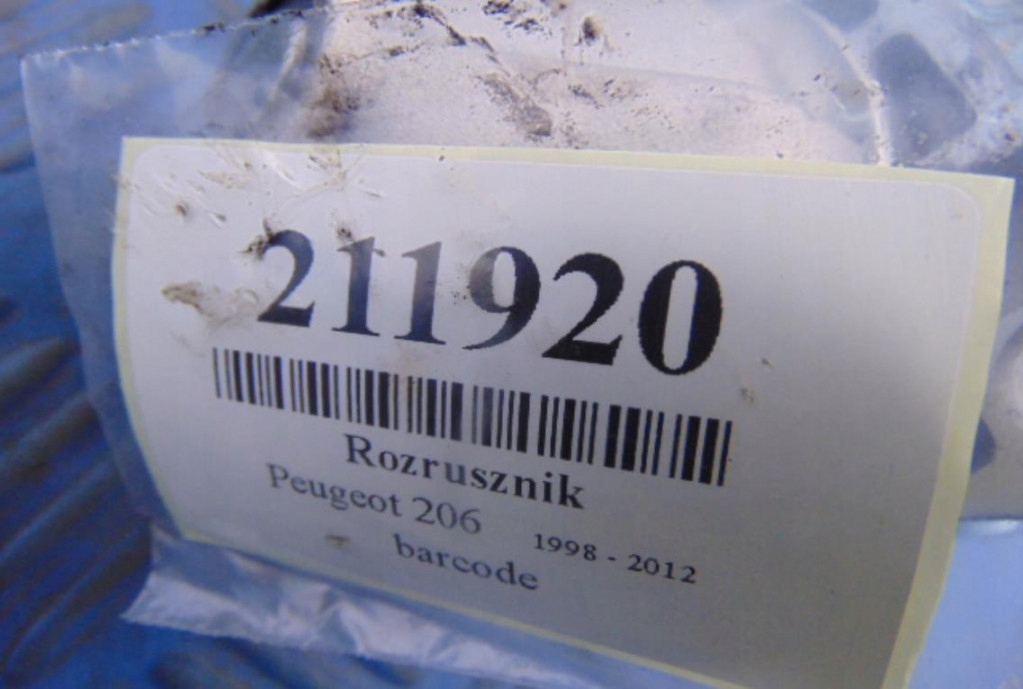 211920
Rozrusznik
Peugeot 206 1998 - 2012
barcode